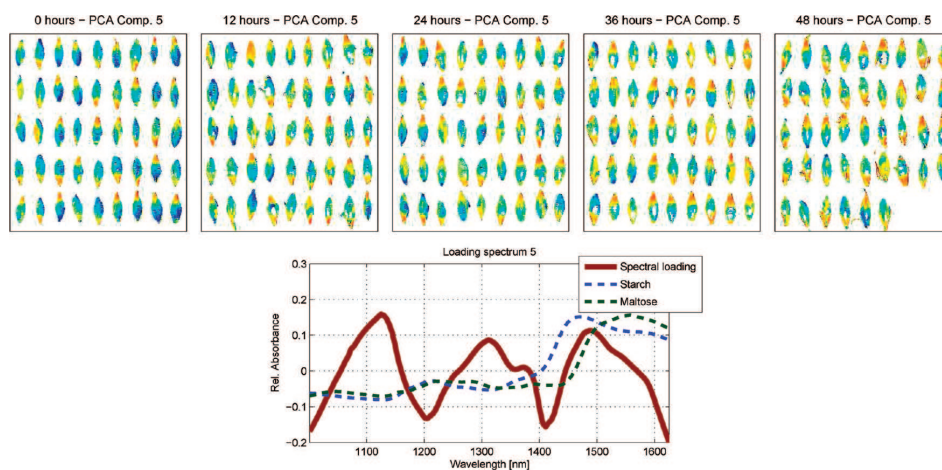 0 hours – PCA Comp. 5
12 hours – PCA Comp. 5
24 hours – PCA Comp. 5
36 hours – PCA Comp. 5
48 hours – PCA Comp. 5
Loading spectrum 5
Spectral loading
Starch
Maltose
Rel. Absorbance
0.3
0.2
0.1
0
−0.1
−0.2
1100
1200
1300
1400
1500
1600
Wavelength [nm]